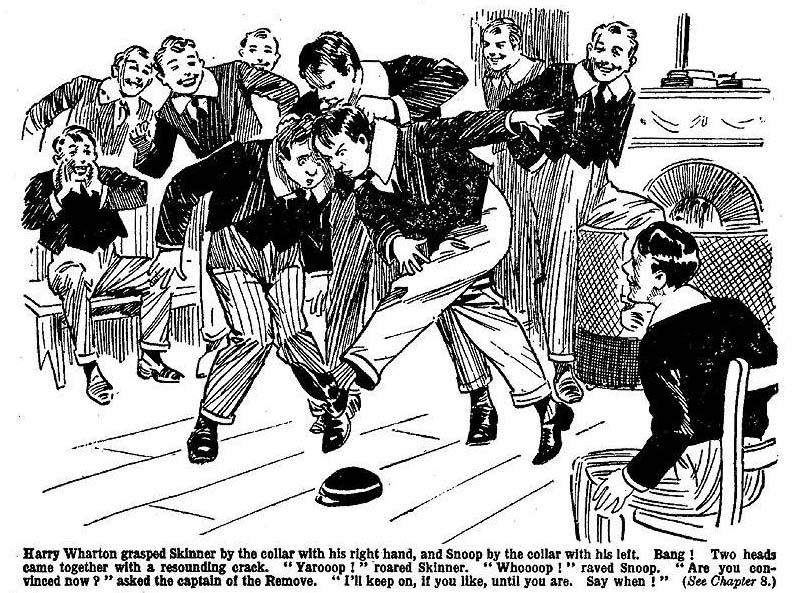 Harry Wharton grasped Skinner by the collar with his right hand, and Snoop by the collar with his left. Bang! Two heads
came together with a resounding crack. "Yarooop!" roared Skinner. "Whoooop!" raved Snoop. "Are you con-
vinced now?" asked the captain of the Remove. "I'll keep on, if you like, until you are. Say when!" (See Chapter 8.)